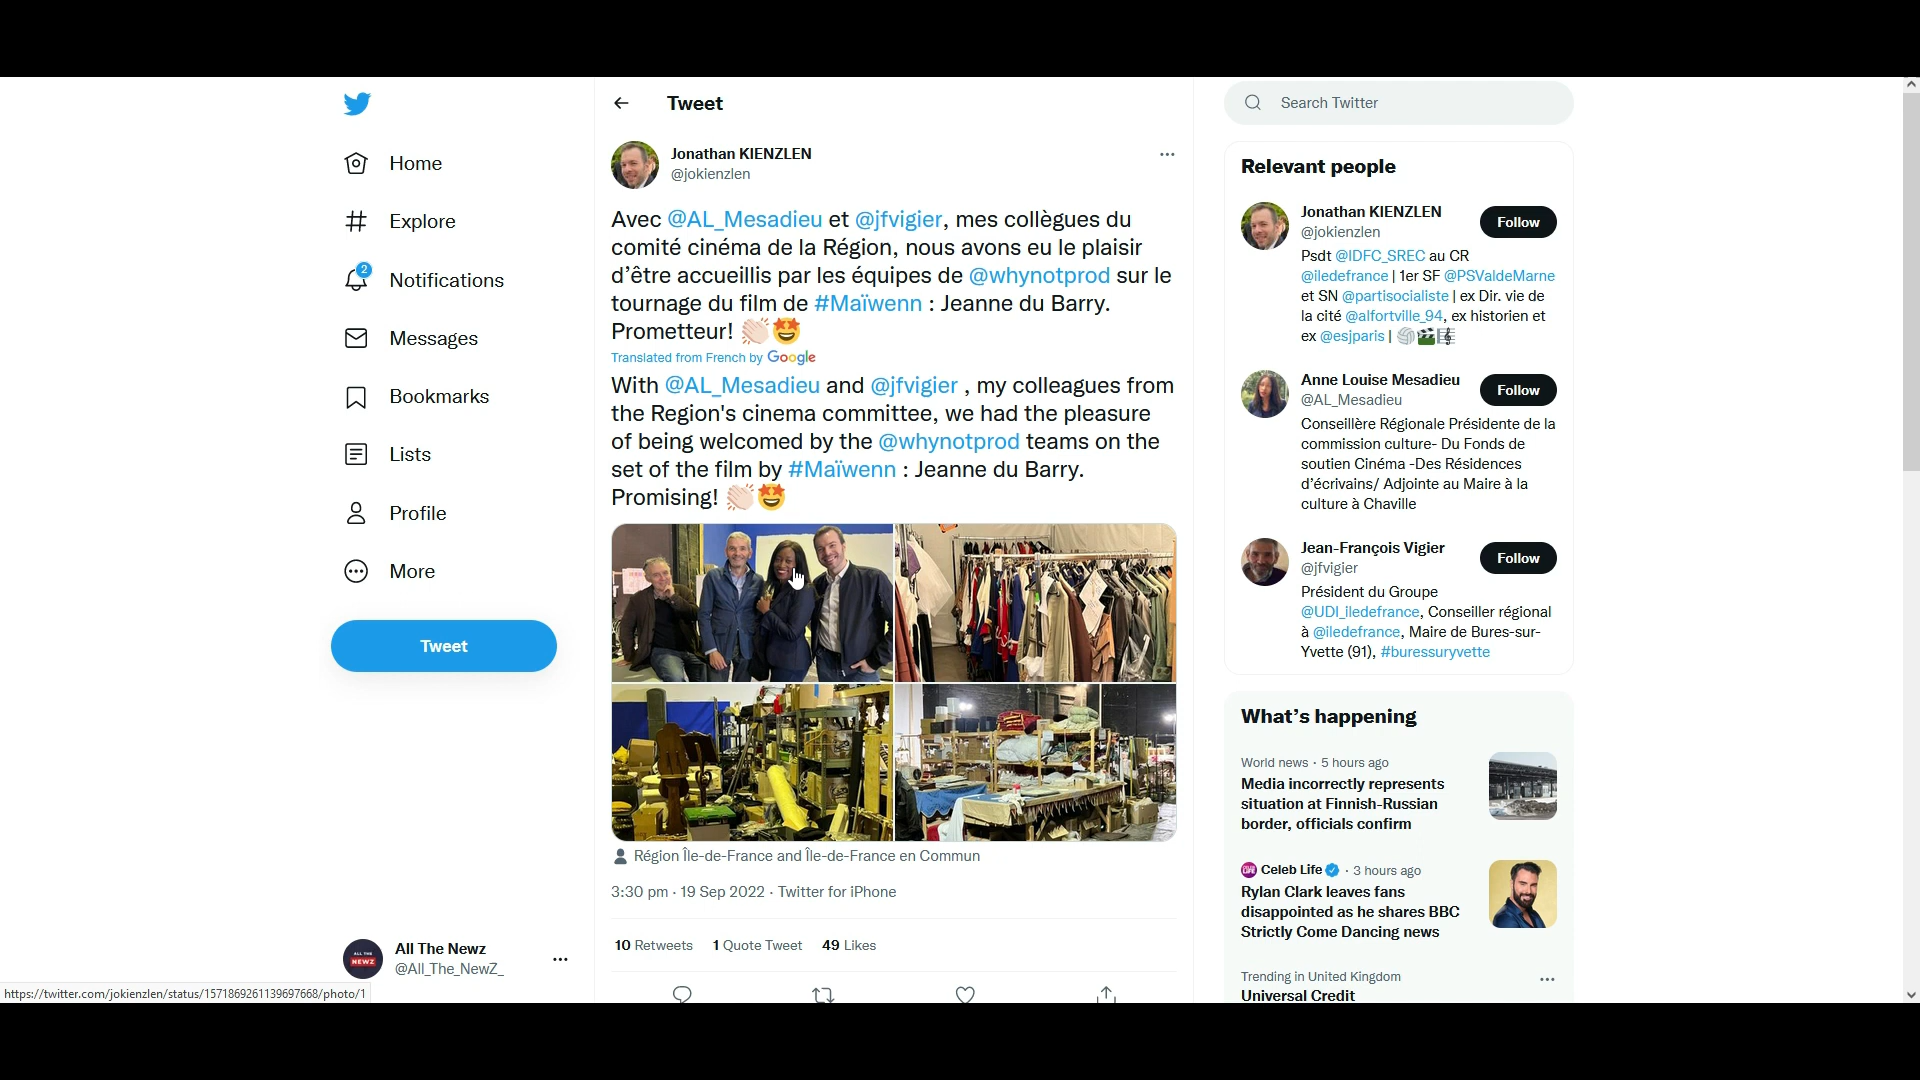 Home
Explore
2
Notifications
Messages
Bookmarks
Lists
Profile
More
Tweet
ALL THE
NEWZ
All The Newz
@All_The_NewZ_
https://twitter.com/jokienzlen/status/1571869261139697668/photo/1
Tweet
Jonathan KIENZLEN
@jokienzlen
Avec @AL_Mesadieu et @jfvigier, mes collègues du
comité cinéma de la Région, nous avons eu le plaisir
d’être accueillis par les équipes de @whynotprod sur le
tournage du film de #Maïwenn : Jeanne du Barry.
Prometteur! 👏🏻🤩
Translated from French by Google
With @AL_Mesadieu and @jfvigier , my colleagues from
the Region's cinema committee, we had the pleasure
of being welcomed by the @whynotprod teams on the
set of the film by #Maïwenn : Jeanne du Barry.
Promising! 👏🏻🤩
Région Île-de-France and Île-de-France en Commun
3:30 pm · 19 Sep 2022 · Twitter for iPhone
10 Retweets 1 Quote Tweet 49 Likes
Search Twitter
Relevant people
Jonathan KIENZLEN
@jokienzlen
Follow
Psdt @IDFC_SREC au CR
@iledefrance | 1er SF @PSValdeMarne
et SN @partisocialiste | ex Dir. vie de
la cité @alfortville_94, ex historien et
ex @esjparis | 🏐🎬🎼
Anne Louise Mesadieu
@AL_Mesadieu
Follow
Conseillère Régionale Présidente de la
commission culture- Du Fonds de
soutien Cinéma -Des Résidences
d’écrivains/ Adjointe au Maire à la
culture à Chaville
Jean-François Vigier
@jfvigier
Follow
Président du Groupe
@UDI_iledefrance, Conseiller régional
à @iledefrance, Maire de Bures-sur-
Yvette (91), #buressuryvette
What’s happening
World news · 5 hours ago
Media incorrectly represents
situation at Finnish-Russian
border, officials confirm
Celeb Life · 3 hours ago
Rylan Clark leaves fans
disappointed as he shares BBC
Strictly Come Dancing news
Trending in United Kingdom
Universal Credit